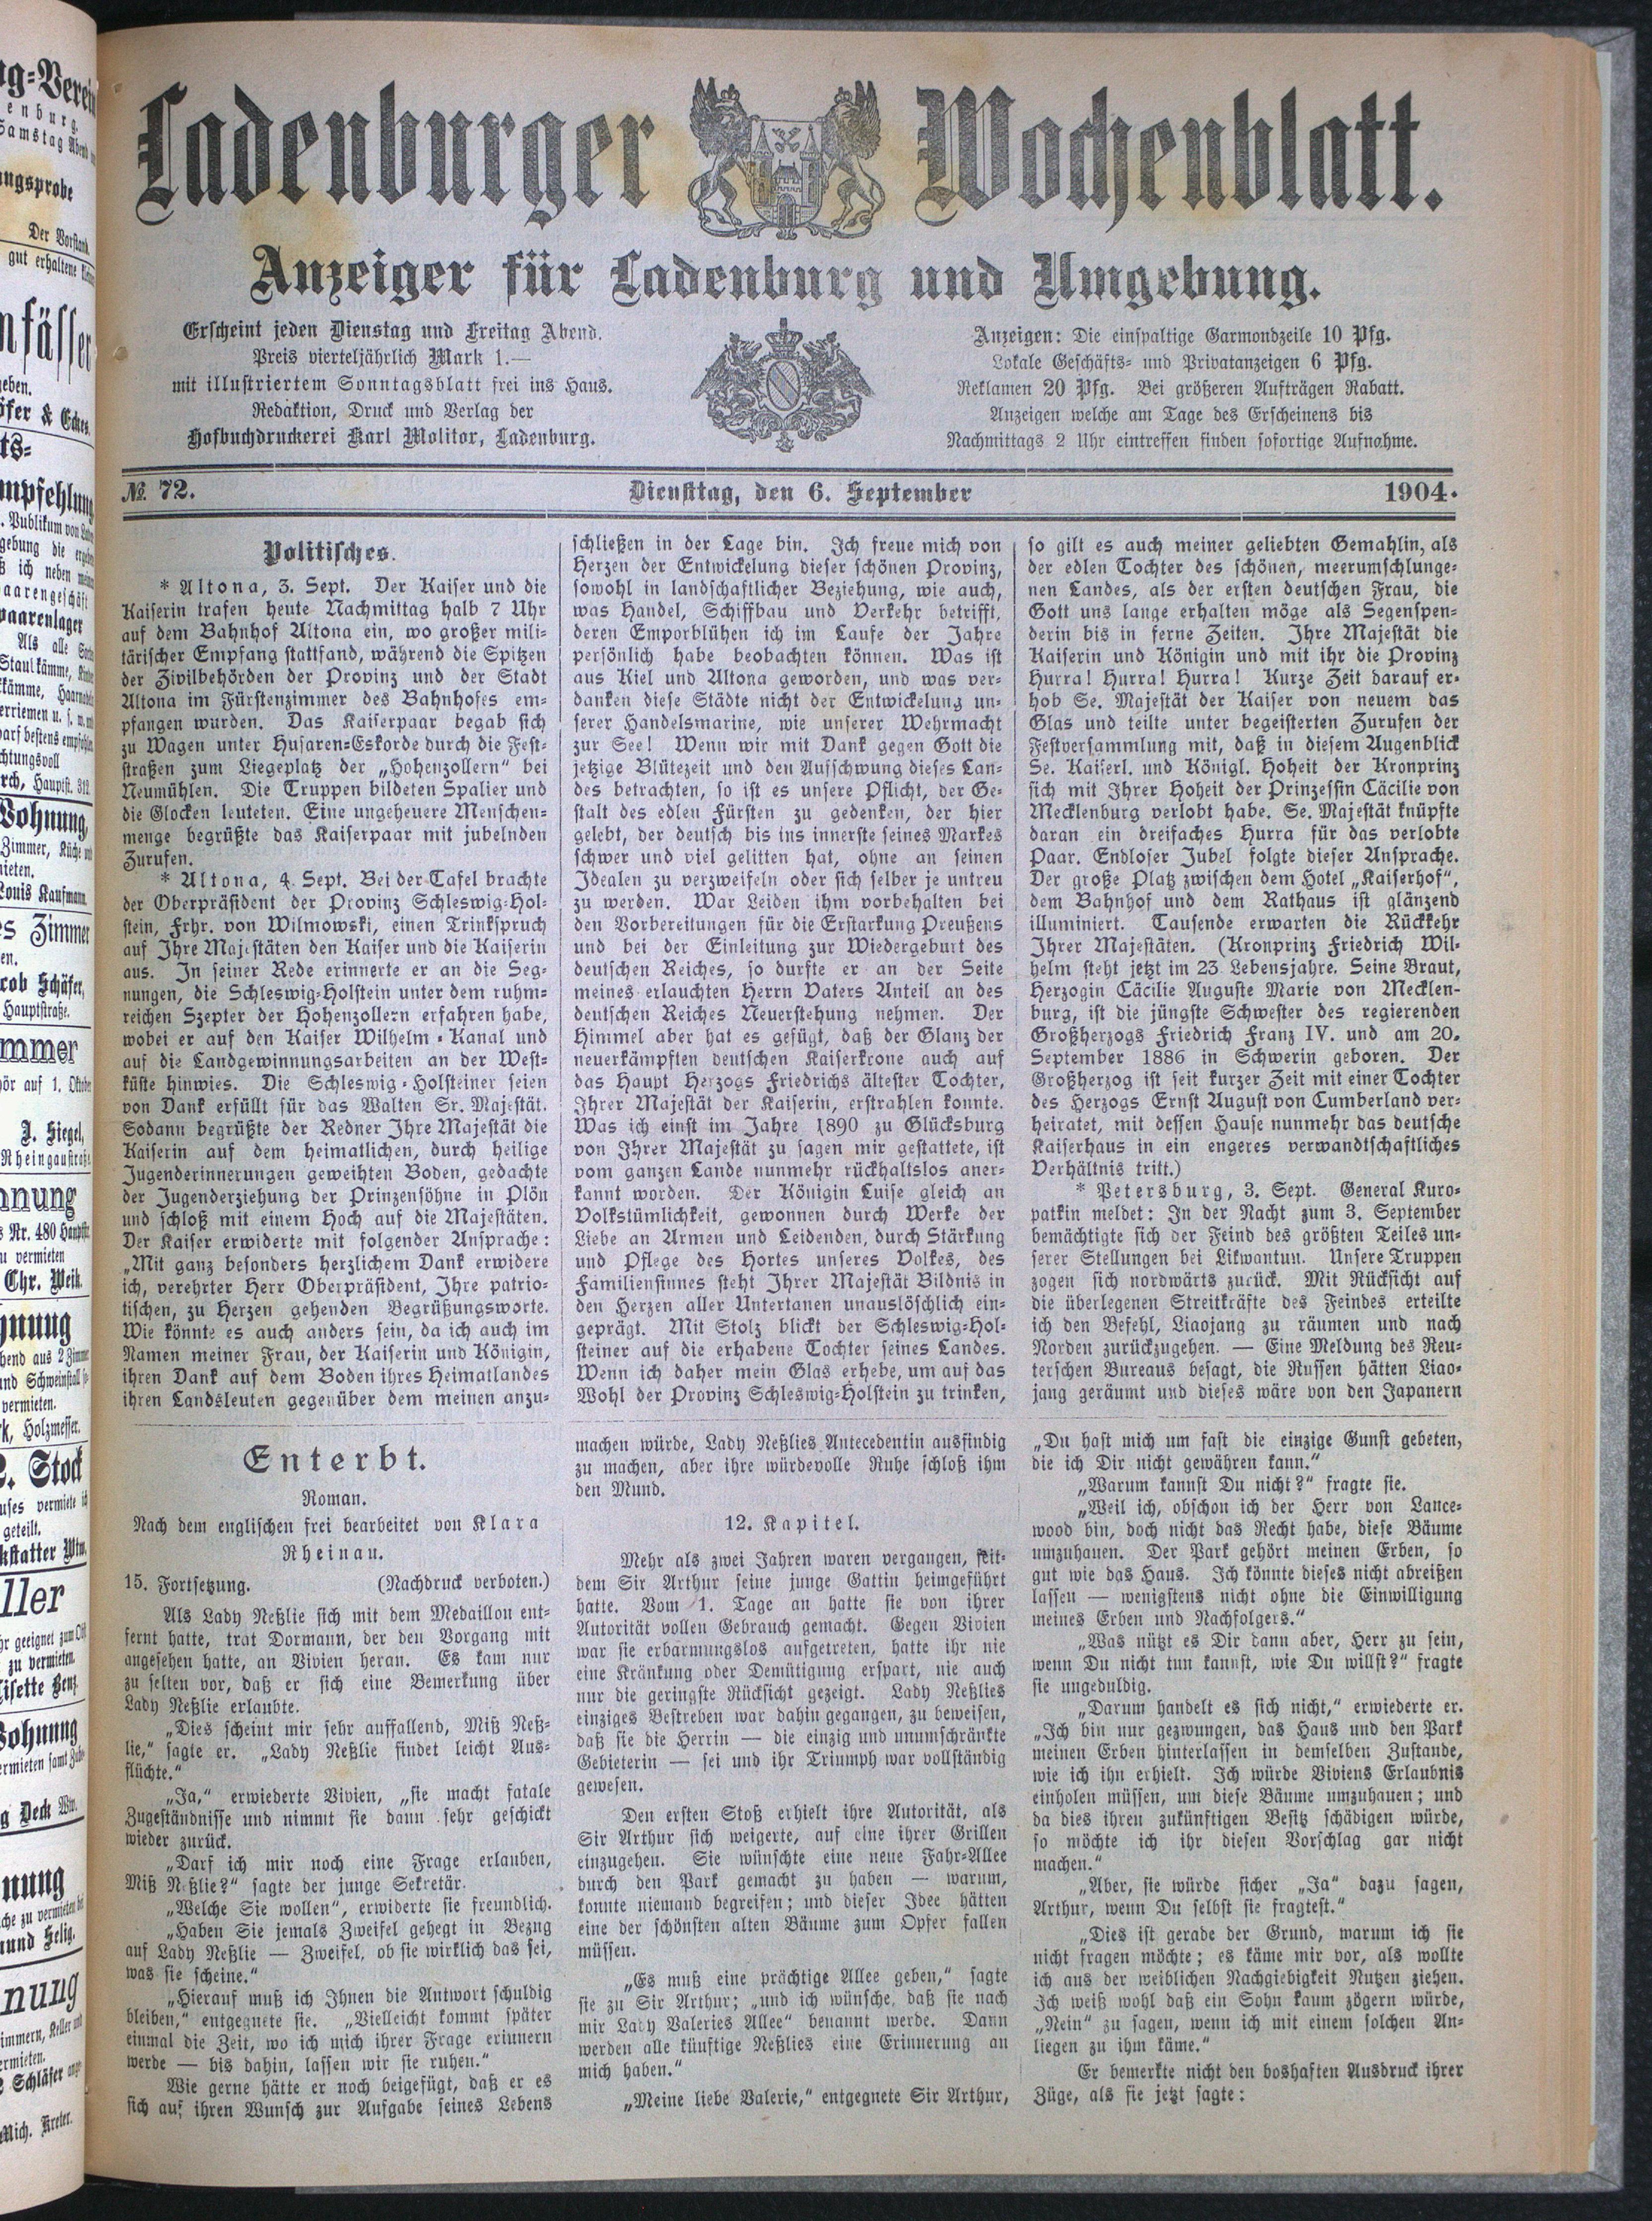 Ladenburger Wochenblatt.
Anzeiger für Ladenburg und Umgebung.
Erscheint jeden Dienstag und Freitag Abend.
Preis vierteljährlich Mark 1.—
mit illustriertem Sonntagsblatt frei ins Haus.
Redaktion, Druck und Verlag der
Hofbuchdruckerei Karl Molitor, Ladenburg.
Anzeigen: Die einspaltige Garmondzeile 10 Pfg.
Lokale Geschäfts- und Privatanzeigen 6 Pfg.
Reklamen 20 Pfg. Bei größeren Aufträgen Rabatt.
Anzeigen welche am Tage des Erscheinens bis
Nachmittags 2 Uhr eintreffen finden sofortige Aufnahme.
№ 72. Diensttag, den 6. September 1904.
Politisches.
* Altona, 3. Sept. Der Kaiser und die
Kaiserin trafen heute Nachmittag halb 7 Uhr
auf dem Bahnhof Altona ein, wo großer mili-
tärischer Empfang stattfand, während die Spitzen
der Zivilbehörden der Provinz und der Stadt
Altona im Fürstenzimmer des Bahnhofes em-
pfangen wurden. Das Kaiserpaar begab sich
zu Wagen unter Husaren-Eskorde durch die Fest-
straßen zum Liegeplatz der „Hohenzollern“ bei
Neumühlen. Die Truppen bildeten Spalier und
die Glocken leuteten. Eine ungeheuere Menschen-
menge begrüßte das Kaiserpaar mit jubelnden
Zurufen.
* Altona, 4. Sept. Bei der Tafel brachte
der Oberpräsident der Provinz Schleswig-Hol-
stein, Frhr. von Wilmowski, einen Trinkspruch
auf Ihre Majestäten den Kaiser und die Kaiserin
aus. In seiner Rede erinnerte er an die Seg-
nungen, die Schleswig-Holstein unter dem ruhm-
reichen Szepter der Hohenzollern erfahren habe,
wobei er auf den Kaiser Wilhelm-Kanal und
auf die Landgewinnungsarbeiten an der West-
küste hinwies. Die Schleswig-Holsteiner seien
von Dank erfüllt für das Walten Sr. Majestät.
Sodann begrüßte der Redner Ihre Majestät die
Kaiserin auf dem heimatlichen, durch heilige
Jugenderinnerungen geweihten Boden, gedachte
der Jugenderziehung der Prinzensöhne in Plön
und schloß mit einem Hoch auf die Majestäten.
Der Kaiser erwiderte mit folgender Ansprache:
„Mit ganz besonders herzlichem Dank erwidere
ich, verehrter Herr Oberpräsident, Ihre patrio-
tischen, zu Herzen gehenden Begrüßungsworte.
Wie könnte es auch anders sein, da ich auch im
Namen meiner Frau, der Kaiserin und Königin,
ihren Dank auf dem Boden ihres Heimatlandes
ihren Landsleuten gegenüber dem meinen anzu-
schließen in der Lage bin. Ich freue mich von
Herzen der Entwickelung dieser schönen Provinz,
sowohl in landschaftlicher Beziehung, wie auch,
was Handel, Schiffbau und Verkehr betrifft,
deren Emporblühen ich im Laufe der Jahre
persönlich habe beobachten können. Was ist
aus Kiel und Altona geworden, und was ver-
danken diese Städte nicht der Entwickelung un-
serer Handelsmarine, wie unserer Wehrmacht
zur See! Wenn wir mit Dank gegen Gott die
jetzige Blütezeit und den Aufschwung dieses Lan-
des betrachten, so ist es unsere Pflicht, der Ge-
stalt des edlen Fürsten zu gedenken, der hier
gelebt, der deutsch bis ins innerste seines Markes
schwer und viel gelitten hat, ohne an seinen
Idealen zu verzweifeln oder sich selber je untreu
zu werden. War Leiden ihm vorbehalten bei
den Vorbereitungen für die Erstarkung Preußens
und bei der Einleitung zur Wiedergeburt des
deutschen Reiches, so durfte er an der Seite
meines erlauchten Herrn Vaters Anteil an des
deutschen Reiches Neuerstehung nehmen. Der
Himmel aber hat es gefügt, daß der Glanz der
neuerkämpften deutschen Kaiserkrone auch auf
das Haupt Herzogs Friedrichs ältester Tochter,
Ihrer Majestät der Kaiserin, erstrahlen konnte.
Was ich einst im Jahre 1890 zu Glücksburg
von Ihrer Majestät zu sagen mir gestattete, ist
vom ganzen Lande nunmehr rückhaltslos aner-
kannt worden. Der Königin Luise gleich an
Volkstümlichkeit, gewonnen durch Werke der
Liebe an Armen und Leidenden, durch Stärkung
und Pflege des Hortes unseres Volkes, des
Familiensinnes steht Ihrer Majestät Bildnis in
den Herzen aller Untertanen unauslöschlich ein-
geprägt. Mit Stolz blickt der Schleswig-Hol-
steiner auf die erhabene Tochter seines Landes.
Wenn ich daher mein Glas erhebe, um auf das
Wohl der Provinz Schleswig-Holstein zu trinken,
so gilt es auch meiner geliebten Gemahlin, als
der edlen Tochter des schönen, meerumschlunge-
nen Landes, als der ersten deutschen Frau, die
Gott uns lange erhalten möge als Segenspen-
derin bis in ferne Zeiten. Ihre Majestät die
Kaiserin und Königin und mit ihr die Provinz
Hurra! Hurra! Hurra! Kurze Zeit darauf er-
hob Se. Majestät der Kaiser von neuem das
Glas und teilte unter begeisterten Zurufen der
Festversammlung mit, daß in diesem Augenblick
Se. Kaiserl. und Königl. Hoheit der Kronprinz
sich mit Ihrer Hoheit der Prinzessin Cäcilie von
Mecklenburg verlobt habe. Se. Majestät knüpfte
daran ein dreifaches Hurra für das verlobte
Paar. Endloser Jubel folgte dieser Ansprache.
Der große Platz zwischen dem Hotel „Kaiserhof“,
dem Bahnhof und dem Rathaus ist glänzend
illuminiert. Tausende erwarten die Rückkehr
Ihrer Majestäten. (Kronprinz Friedrich Wil-
helm steht jetzt im 23. Lebensjahre. Seine Braut,
Herzogin Cäcilie Auguste Marie von Mecklen-
burg, ist die jüngste Schwester des regierenden
Großherzogs Friedrich Franz IV. und am 20.
September 1886 in Schwerin geboren. Der
Großherzog ist seit kurzer Zeit mit einer Tochter
des Herzogs Ernst August von Cumberland ver-
heiratet, mit dessen Hause nunmehr das deutsche
Kaiserhaus in ein engeres verwandtschaftliches
Verhältnis tritt.)
* Petersburg, 3. Sept. General Kuro-
patkin meldet: In der Nacht zum 3. September
bemächtigte sich der Feind des größten Teiles un-
serer Stellungen bei Likwantun. Unsere Truppen
zogen sich nordwärts zurück. Mit Rücksicht auf
die überlegenen Streitkräfte des Feindes erteilte
ich den Befehl, Liaojang zu räumen und nach
Norden zurückzugehen. — Eine Meldung des Reu-
terschen Bureaus besagt, die Russen hätten Liao-
jang geräumt und dieses wäre von den Japanern
Enterbt.
Roman.
Nach dem englischen frei bearbeitet von Klara
Rheinau.
15. Fortsetzung. (Nachdruck verboten.)
Als Lady Neßlie sich mit dem Medaillon ent-
fernt hatte, trat Dormann, der den Vorgang mit
angesehen hatte, an Vivien heran. Es kam nur
zu selten vor, daß er sich eine Bemerkung über
Lady Neßlie erlaubte.
„Dies scheint mir sehr auffallend, Miß Neß-
lie,“ sagte er. „Lady Neßlie findet leicht Aus-
flüchte.“
„Ja,“ erwiederte Vivien, „sie macht fatale
Zugeständnisse und nimmt sie dann sehr geschickt
wieder zurück.
„Darf ich mir noch eine Frage erlauben,
Miß Neßlie?“ sagte der junge Sekretär.
„Welche Sie wollen“, erwiderte sie freundlich.
„Haben Sie jemals Zweifel gehegt in Bezug
auf Lady Neßlie — Zweifel, ob sie wirklich das sei,
was sie scheine.“
„Hierauf muß ich Ihnen die Antwort schuldig
bleiben,“ entgegnete sie. „Vielleicht kommt später
einmal die Zeit, wo ich mich ihrer Frage erinnern
werde — bis dahin, lassen wir sie ruhen.“
Wie gerne hätte er noch beigefügt, daß er es
sich auf ihren Wunsch zur Aufgabe seines Lebens
machen würde, Lady Neßlies Antecedentin ausfindig
zu machen, aber ihre würdevolle Ruhe schloß ihm
den Mund.
12. Kapitel.
Mehr als zwei Jahren waren vergangen, seit-
dem Sir Arthur seine junge Gattin heimgeführt
hatte. Vom 1. Tage an hatte sie von ihrer
Autorität vollen Gebrauch gemacht. Gegen Vivien
war sie erbarmungslos aufgetreten, hatte ihr nie
eine Kränkung oder Demütigung erspart, nie auch
nur die geringste Rücksicht gezeigt. Lady Neßlies
einziges Bestreben war dahin gegangen, zu beweisen,
daß sie die Herrin — die einzig und unumschränkte
Gebieterin — sei und ihr Triumph war vollständig
gewesen.
Den ersten Stoß erhielt ihre Autorität, als
Sir Arthur sich weigerte, auf eine ihrer Grillen
einzugehen. Sie wünschte eine neue Fahr-Allee
durch den Park gemacht zu haben — warum,
konnte niemand begreifen; und dieser Idee hätten
eine der schönsten alten Bäume zum Opfer fallen
müssen.
„Es muß eine prächtige Allee geben,“ sagte
sie zu Sir Arthur; „und ich wünsche, daß sie nach
mir Lady Valeries Allee“ benannt werde. Dann
werden alle künftige Neßlies eine Erinnerung an
mich haben.“
„Meine liebe Valerie,“ entgegnete Sir Arthur,
„Du hast mich um fast die einzige Gunst gebeten,
die ich Dir nicht gewähren kann.“
„Warum kannst Du nicht?“ fragte sie.
„Weil ich, obschon ich der Herr von Lance-
wood bin, doch nicht das Recht habe, diese Bäume
umzuhauen. Der Park gehört meinen Erben, so
gut wie das Haus. Ich könnte dieses nicht abreißen
lassen — wenigstens nicht ohne die Einwilligung
meines Erben und Nachfolgers.“
„Was nützt es Dir dann aber, Herr zu sein,
wenn Du nicht tun kannst, wie Du willst?“ fragte
sie ungeduldig.
„Darum handelt es sich nicht,“ erwiederte er.
„Ich bin nur gezwungen, das Haus und den Park
meinen Erben hinterlassen in demselben Zustande,
wie ich ihn erhielt. Ich würde Viviens Erlaubnis
einholen müssen, um diese Bäume umzuhauen; und
da dies ihren zukünftigen Besitz schädigen würde,
so möchte ich ihr diesen Vorschlag gar nicht
machen.“
„Aber, sie würde sicher „Ja“ dazu sagen,
Arthur, wenn Du selbst sie fragtest.“
„Dies ist gerade der Grund, warum ich sie
nicht fragen möchte; es käme mir vor, als wollte
ich aus der weiblichen Nachgiebigkeit Nutzen ziehen.
Ich weiß wohl daß ein Sohn kaum zögern würde,
„Nein“ zu sagen, wenn ich mit einem solchen An-
liegen zu ihm käme.“
Er bemerkte nicht den boshaften Ausdruck ihrer
Züge, als sie jetzt sagte: